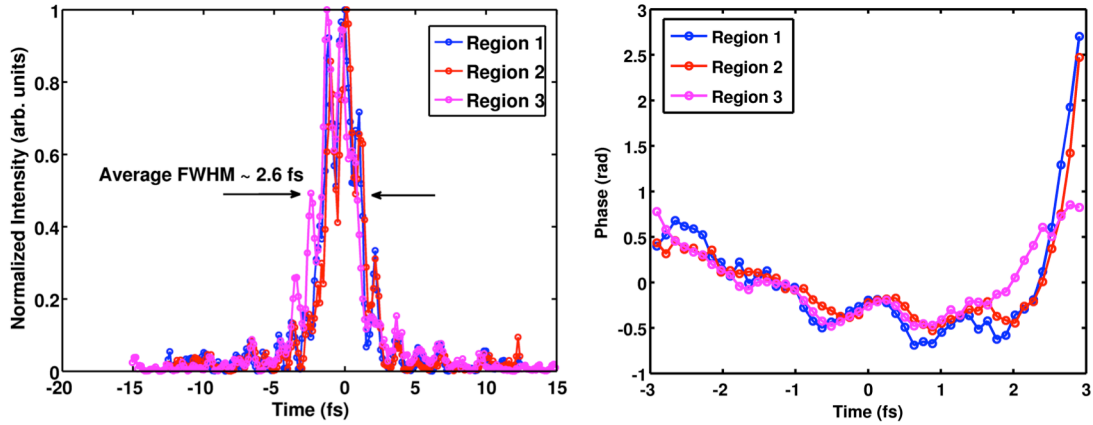 Normalized Intensity (arb. units)
1
0.8
0.6
0.4
0.2
0
-20
-15
-10
-5
0
5
10
15
Time (fs)
Region 1
Region 2
Region 3
Average FWHM ~ 2.6 fs
Phase (rad)
3
2.5
2
1.5
1
0.5
0
-0.5
-1
-3
-2
-1
0
1
2
3
Time (fs)
Region 1
Region 2
Region 3